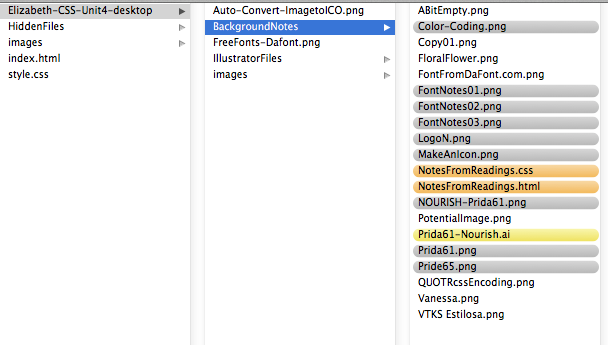 Elizabeth-CSS-Unit4-desktop
HiddenFiles
images
index.html
style.css
Auto-Convert-ImagetoICO.png
BackgroundNotes
FreeFonts-Dafont.png
IllustratorFiles
images
ABitEmpty.png
Color-Coding.png
Copy01.png
FloralFlower.png
FontFromDaFont.com.png
FontNotes01.png
FontNotes02.png
FontNotes03.png
LogoN.png
MakeAnIcon.png
NotesFromReadings.css
NotesFromReadings.html
NOURISH-Prida61.png
PotentialImage.png
Prida61-Nourish.ai
Prida61.png
Pride65.png
QUOTRcssEncoding.png
Vanessa.png
VTKS Estilosa.png